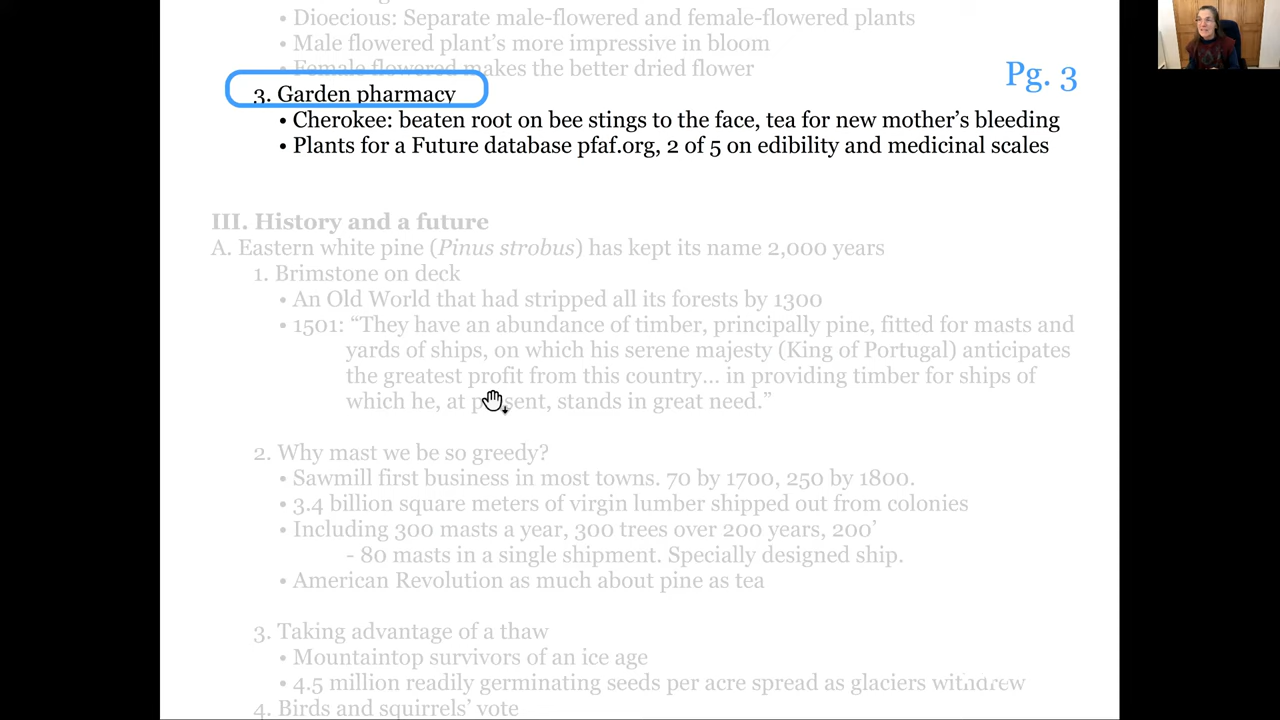 • Dioecious: Separate male-flowered and female-flowered plants
• Male flowered plant's more impressive in bloom
• Female flowered makes the better dried flower
Pg. 3
3. Garden pharmacy
• Cherokee: beaten root on bee stings to the face, tea for new mother's bleeding
• Plants for a Future database pfaf.org, 2 of 5 on edibility and medicinal scales
III. History and a future
A. Eastern white pine (Pinus strobus) has kept its name 2,000 years
1. Brimstone on deck
• An Old World that had stripped all its forests by 1300
• 1501: “They have an abundance of timber, principally pine, fitted for masts and
yards of ships, on which his serene majesty (King of Portugal) anticipates
the greatest profit from this country... in providing timber for ships of
which he, at present, stands in great need.”
2. Why mast we be so greedy?
• Sawmill first business in most towns. 70 by 1700, 250 by 1800.
• 3.4 billion square meters of virgin lumber shipped out from colonies
• Including 300 masts a year, 300 trees over 200 years, 200'
- 80 masts in a single shipment. Specially designed ship.
• American Revolution as much about pine as tea
3. Taking advantage of a thaw
• Mountaintop survivors of an ice age
• 4.5 million readily germinating seeds per acre spread as glaciers withdrew
4. Birds and squirrels' vote